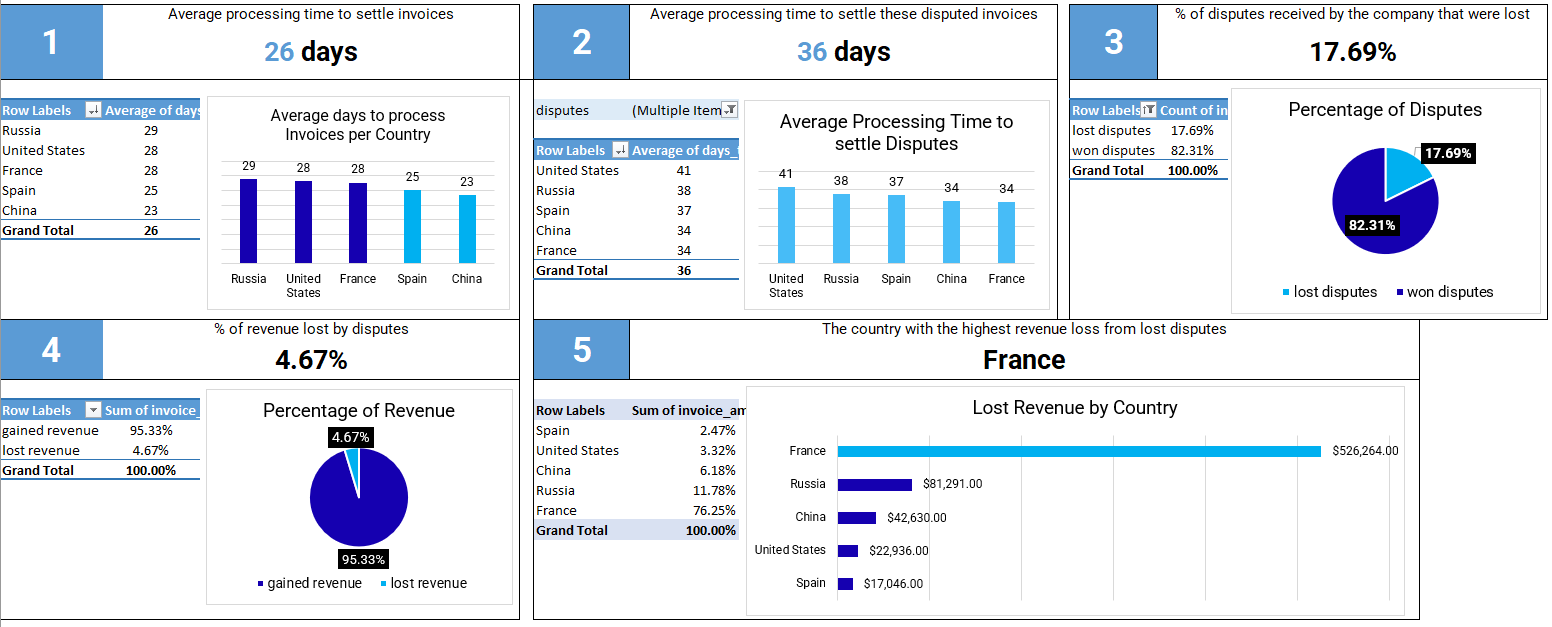 1
Average processing time to settle invoices
26 days
Row Labels Average of days
Russia 29
United States 28
France 28
Spain 25
China 23
Grand Total 26
Average days to process
Invoices per Country
29 28 28 25 23
Russia United States France Spain China
2
Average processing time to settle these disputed invoices
36 days
disputes (Multiple Item
Row Labels Average of days_
United States 41
Russia 38
Spain 37
China 34
France 34
Grand Total 36
Average Processing Time to
settle Disputes
41 38 37 34 34
United States Russia Spain China France
3
% of disputes received by the company that were lost
17.69%
Row Labels Count of in
lost disputes 17.69%
won disputes 82.31%
Grand Total 100.00%
Percentage of Disputes
17.69%
82.31%
lost disputes won disputes
4
% of revenue lost by disputes
4.67%
Row Labels Sum of invoice_
gained revenue 95.33%
lost revenue 4.67%
Grand Total 100.00%
Percentage of Revenue
4.67%
95.33%
gained revenue lost revenue
5
The country with the highest revenue loss from lost disputes
France
Row Labels Sum of invoice_am
Spain 2.47%
United States 3.32%
China 6.18%
Russia 11.78%
France 76.25%
Grand Total 100.00%
Lost Revenue by Country
France $526,264.00
Russia $81,291.00
China $42,630.00
United States $22,936.00
Spain $17,046.00